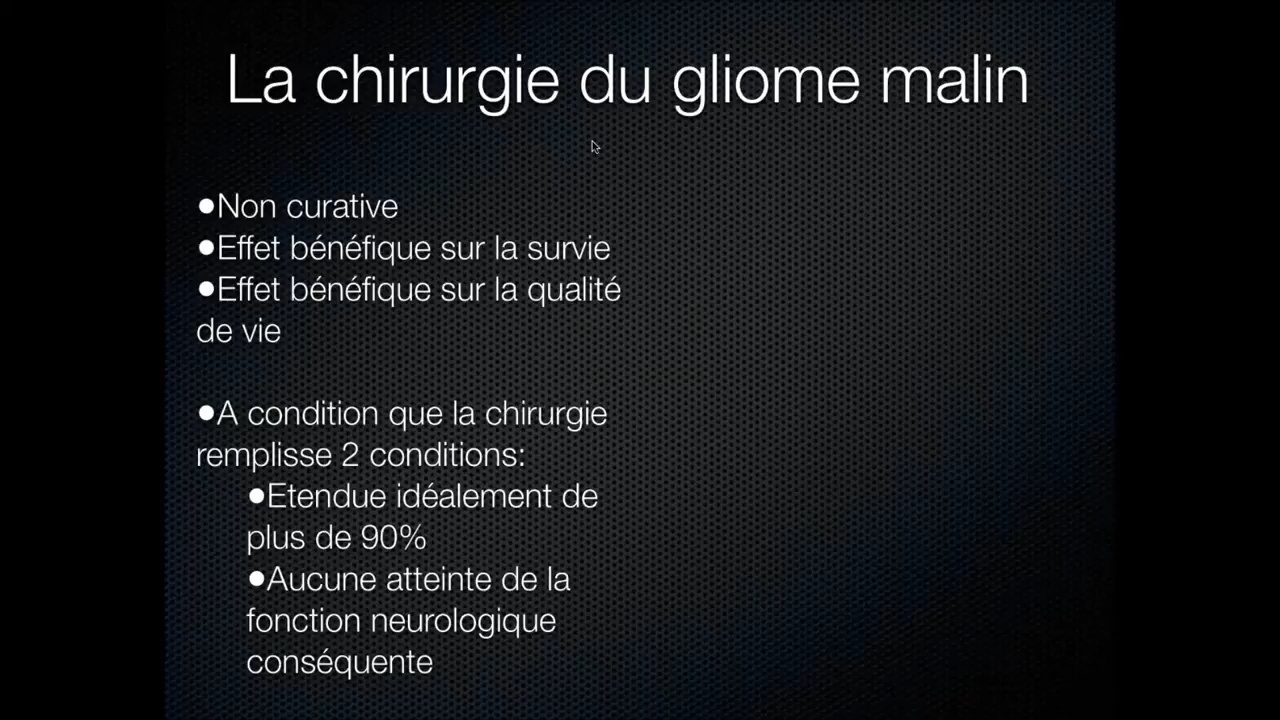 La chirurgie du gliome malin
●Non curative
●Effet bénéfique sur la survie
●Effet bénéfique sur la qualité
de vie
●A condition que la chirurgie
remplisse 2 conditions:
●Etendue idéalement de
plus de 90%
●Aucune atteinte de la
fonction neurologique
conséquente